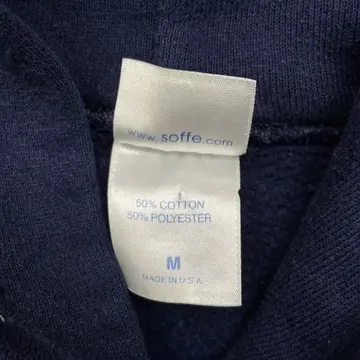 www.soffe.com
50% COTTON
50% POLYESTER
M
MADE IN U.S.A.